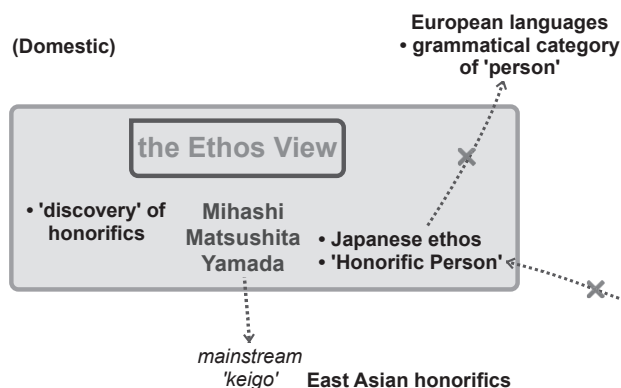 European languages
(Domestic)
• grammatical category
of 'person'
the Ethos View
• 'discovery' of
honorifics
Mihashi
Matsushita
Yamada
• Japanese ethos
• 'Honorific Person'
mainstream
'keigo'
East Asian honorifics